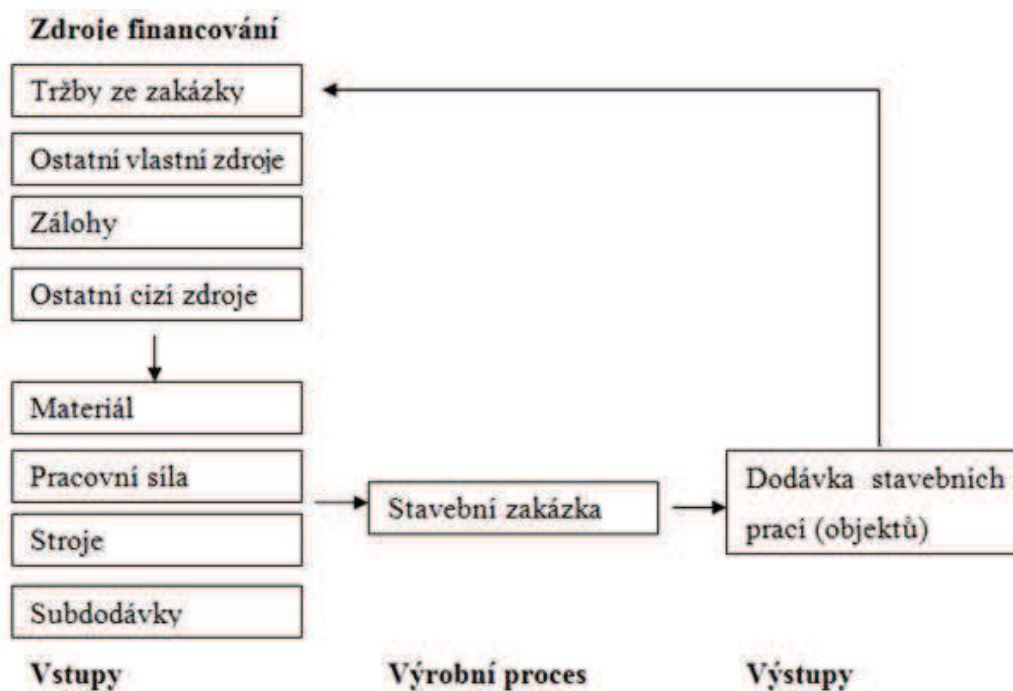 Zdroje financování
Tržby ze zakázky
Ostatní vlastní zdroje
Zálohy
Ostatní cizí zdroje
Materiál
Pracovní síla
Stroje
Subdodávky
Stavební zakázka
Dodávka stavebních
prací (objektů)
Vstupy
Výrobní proces
Výstupy